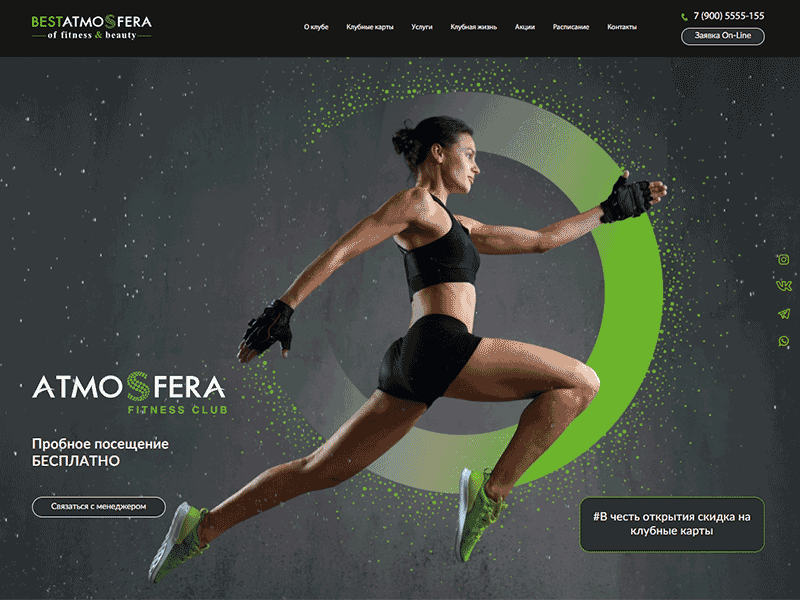 BESTATMOSFERA
of fitness & beauty
О клубе
Клубные карты
Услуги
Клубная жизнь
Акции
Расписание
Контакты
7 (900) 5555-155
Заявка On-Line
ATMOSFERA
FITNESS CLUB
Пробное посещение
БЕСПЛАТНО
Связаться с менеджером
#В честь открытия скидка на
клубные карты